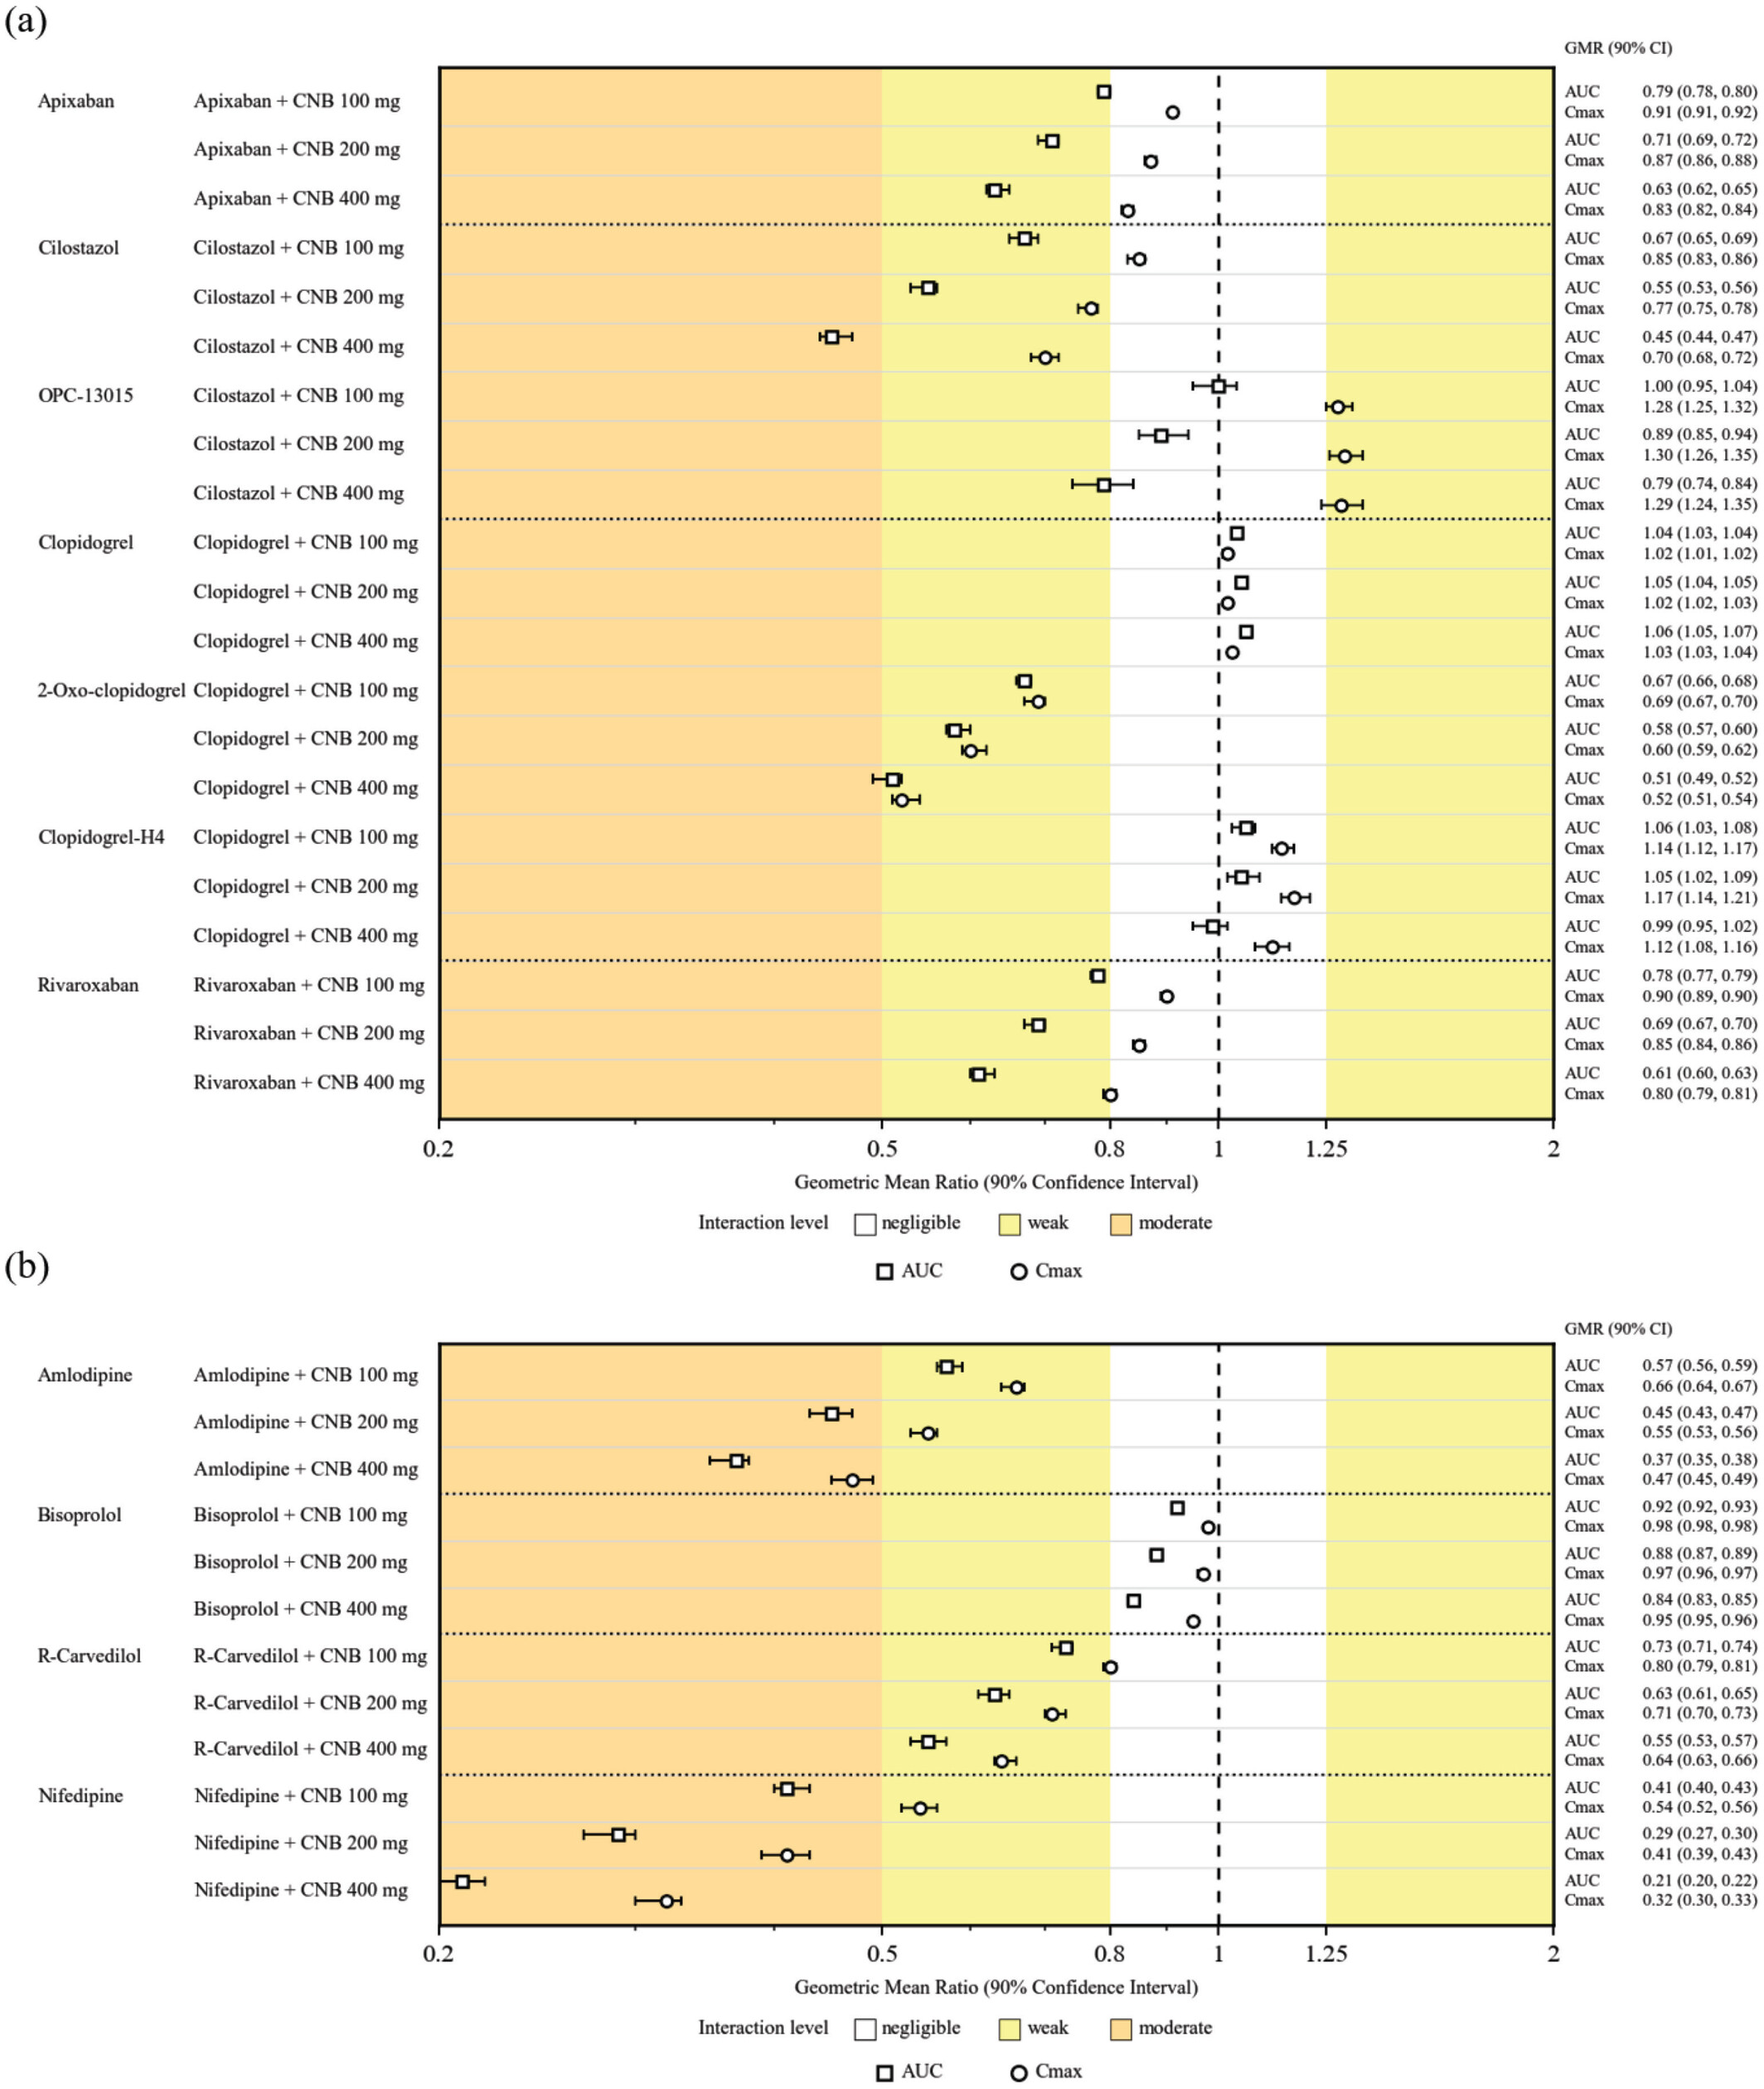 (a)
GMR (90% CI)
Apixaban Apixaban + CNB 100 mg AUC 0.79 (0.78, 0.80)
Cmax 0.91 (0.91, 0.92)
Apixaban + CNB 200 mg AUC 0.71 (0.69, 0.72)
Cmax 0.87 (0.86, 0.88)
Apixaban + CNB 400 mg AUC 0.63 (0.62, 0.65)
Cmax 0.83 (0.82, 0.84)
Cilostazol Cilostazol + CNB 100 mg AUC 0.67 (0.65, 0.69)
Cmax 0.85 (0.83, 0.86)
Cilostazol + CNB 200 mg AUC 0.55 (0.53, 0.56)
Cmax 0.77 (0.75, 0.78)
Cilostazol + CNB 400 mg AUC 0.45 (0.44, 0.47)
Cmax 0.70 (0.68, 0.72)
OPC-13015 Cilostazol + CNB 100 mg AUC 1.00 (0.95, 1.04)
Cmax 1.28 (1.25, 1.32)
Cilostazol + CNB 200 mg AUC 0.89 (0.85, 0.94)
Cmax 1.30 (1.26, 1.35)
Cilostazol + CNB 400 mg AUC 0.79 (0.74, 0.84)
Cmax 1.29 (1.24, 1.35)
Clopidogrel Clopidogrel + CNB 100 mg AUC 1.04 (1.03, 1.04)
Cmax 1.02 (1.01, 1.02)
Clopidogrel + CNB 200 mg AUC 1.05 (1.04, 1.05)
Cmax 1.02 (1.02, 1.03)
Clopidogrel + CNB 400 mg AUC 1.06 (1.05, 1.07)
Cmax 1.03 (1.03, 1.04)
2-Oxo-clopidogrel Clopidogrel + CNB 100 mg AUC 0.67 (0.66, 0.68)
Cmax 0.69 (0.67, 0.70)
Clopidogrel + CNB 200 mg AUC 0.58 (0.57, 0.60)
Cmax 0.60 (0.59, 0.62)
Clopidogrel + CNB 400 mg AUC 0.51 (0.49, 0.52)
Cmax 0.52 (0.51, 0.54)
Clopidogrel-H4 Clopidogrel + CNB 100 mg AUC 1.06 (1.03, 1.08)
Cmax 1.14 (1.12, 1.17)
Clopidogrel + CNB 200 mg AUC 1.05 (1.02, 1.09)
Cmax 1.17 (1.14, 1.21)
Clopidogrel + CNB 400 mg AUC 0.99 (0.95, 1.02)
Cmax 1.12 (1.08, 1.16)
Rivaroxaban Rivaroxaban + CNB 100 mg AUC 0.78 (0.77, 0.79)
Cmax 0.90 (0.89, 0.90)
Rivaroxaban + CNB 200 mg AUC 0.69 (0.67, 0.70)
Cmax 0.85 (0.84, 0.86)
Rivaroxaban + CNB 400 mg AUC 0.61 (0.60, 0.63)
Cmax 0.80 (0.79, 0.81)
0.2 0.5 0.8 1 1.25 2
Geometric Mean Ratio (90% Confidence Interval)
Interaction level negligible weak moderate
AUC Cmax
(b)
GMR (90% CI)
Amlodipine Amlodipine + CNB 100 mg AUC 0.57 (0.56, 0.59)
Cmax 0.66 (0.64, 0.67)
Amlodipine + CNB 200 mg AUC 0.45 (0.43, 0.47)
Cmax 0.55 (0.53, 0.56)
Amlodipine + CNB 400 mg AUC 0.37 (0.35, 0.38)
Cmax 0.47 (0.45, 0.49)
Bisoprolol Bisoprolol + CNB 100 mg AUC 0.92 (0.92, 0.93)
Cmax 0.98 (0.98, 0.98)
Bisoprolol + CNB 200 mg AUC 0.88 (0.87, 0.89)
Cmax 0.97 (0.96, 0.97)
Bisoprolol + CNB 400 mg AUC 0.84 (0.83, 0.85)
Cmax 0.95 (0.95, 0.96)
R-Carvedilol R-Carvedilol + CNB 100 mg AUC 0.73 (0.71, 0.74)
Cmax 0.80 (0.79, 0.81)
R-Carvedilol + CNB 200 mg AUC 0.63 (0.61, 0.65)
Cmax 0.71 (0.70, 0.73)
R-Carvedilol + CNB 400 mg AUC 0.55 (0.53, 0.57)
Cmax 0.64 (0.63, 0.66)
Nifedipine Nifedipine + CNB 100 mg AUC 0.41 (0.40, 0.43)
Cmax 0.54 (0.52, 0.56)
Nifedipine + CNB 200 mg AUC 0.29 (0.27, 0.30)
Cmax 0.41 (0.39, 0.43)
Nifedipine + CNB 400 mg AUC 0.21 (0.20, 0.22)
Cmax 0.32 (0.30, 0.33)
0.2 0.5 0.8 1 1.25 2
Geometric Mean Ratio (90% Confidence Interval)
Interaction level negligible weak moderate
AUC Cmax